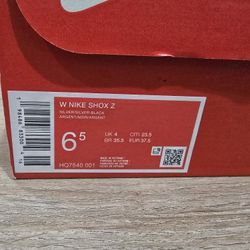 W NIKE SHOX Z
SILVER/SILVER-BLACK
ARGENT/NOIR/ARGENT
6.5
UK 4
CM 23.5
BR 35.5
EUR 37.5
HQ7540 001